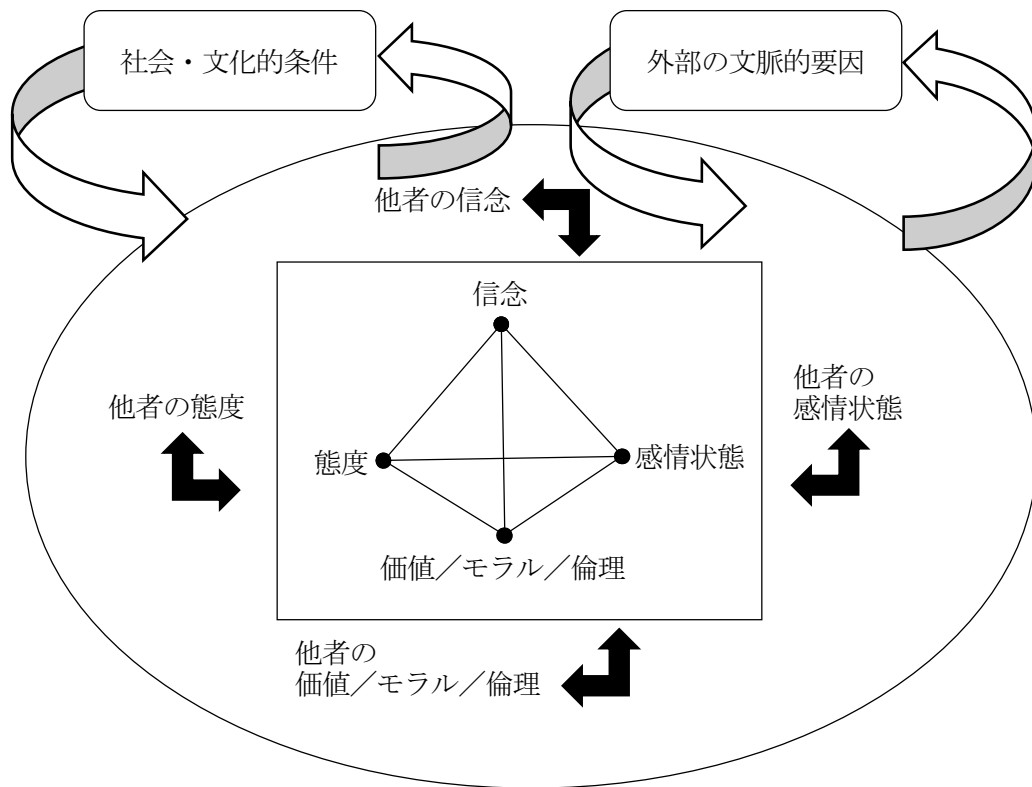 社会・文化的条件
外部の文脈的要因
他者の信念
信念
他者の態度
他者の
感情状態
態度
感情状態
価値／モラル／倫理
他者の
価値／モラル／倫理